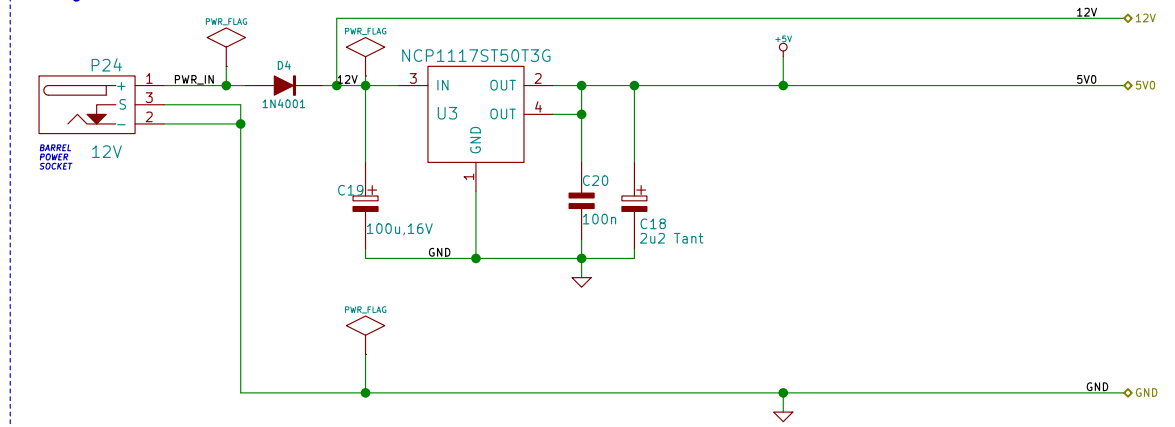 12V
12V
PWR_FLAG
PWR_FLAG
+5V
NCP1117ST50T3G
P24
D4
1
PWR_IN
12V
3
IN
OUT
2
5V0
5V0
+
1N4001
3
S
U3
OUT
4
2
−
GND
BARREL
POWER
SOCKET
12V
1
C19
+
C20
+
100u,16V
100n
C18
2u2 Tant
GND
PWR_FLAG
GND
GND